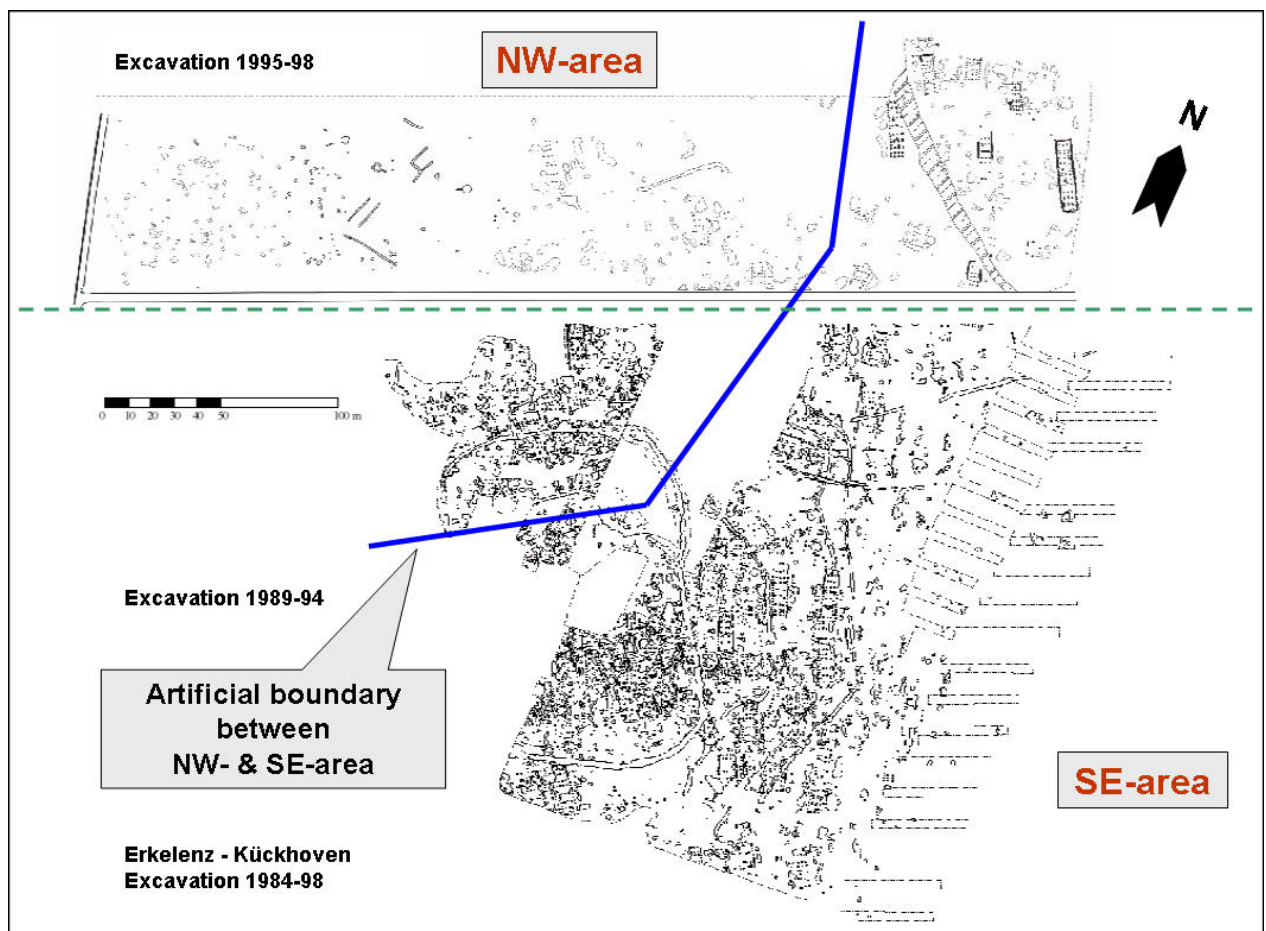 Excavation 1995-98
NW-area
N
0 10 20 30 40 50 100 m
Excavation 1989-94
Artificial boundary
between
NW- & SE-area
SE-area
Erkelenz - Kückhoven
Excavation 1984-98